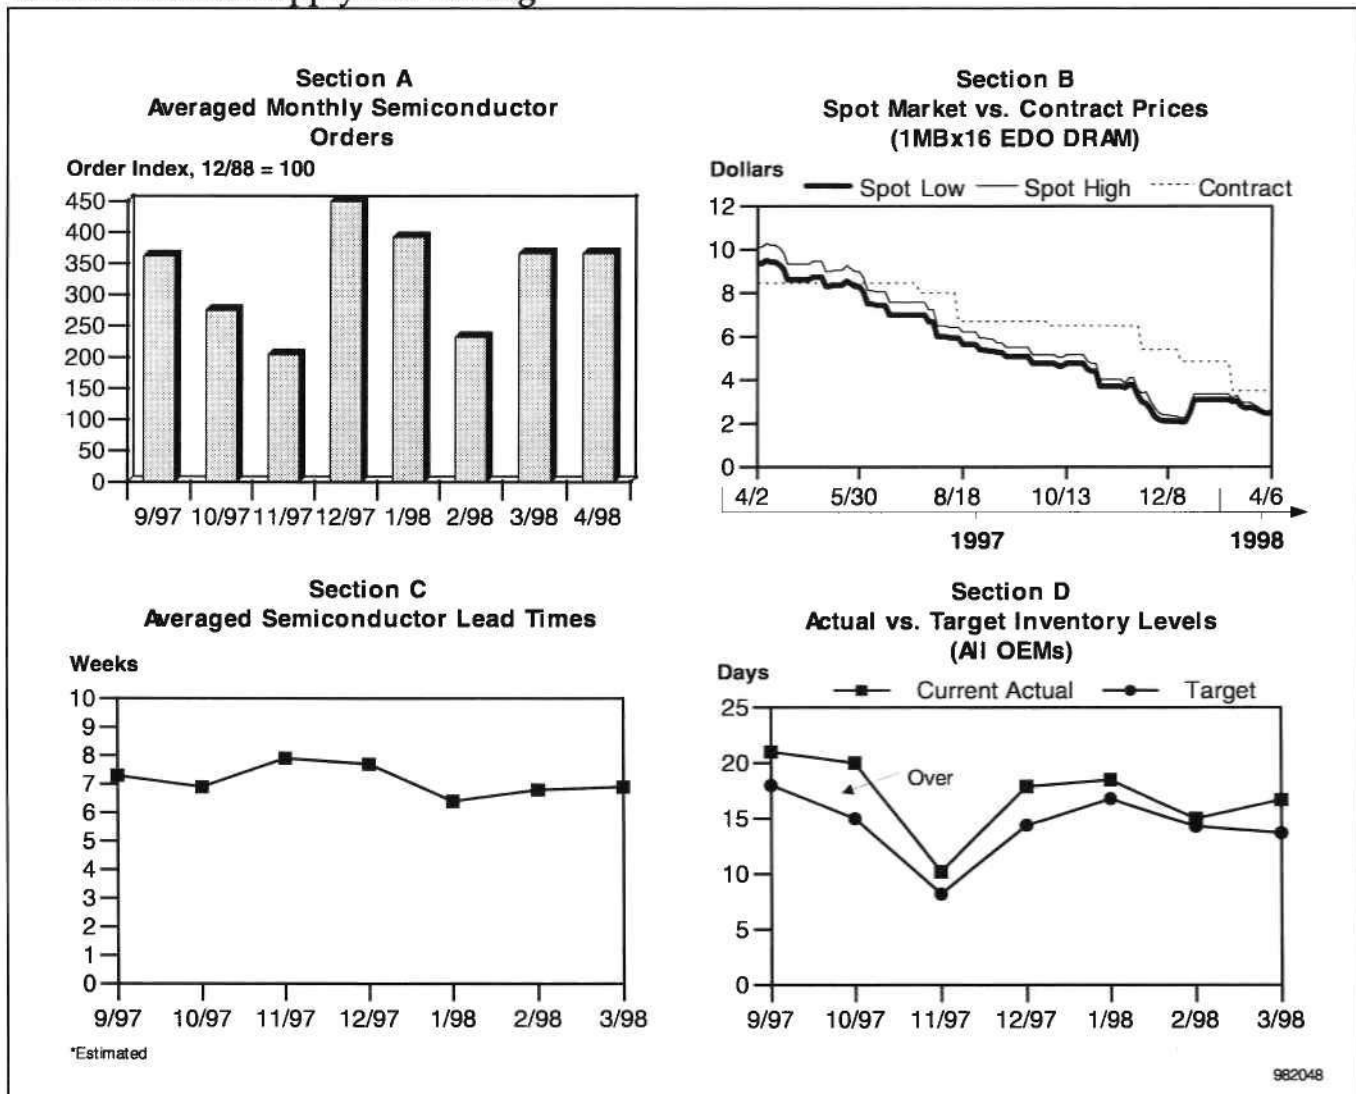 Section A
Averaged Monthly Semiconductor
Orders
Order Index, 12/88 = 100
450
400
350
300
250
200
150
100
50
0
9/97 10/97 11/97 12/97 1/98 2/98 3/98 4/98
Section B
Spot Market vs. Contract Prices
(1MBx16 EDO DRAM)
Dollars
Spot Low Spot High Contract
12
10
8
6
4
2
0
4/2 5/30 8/18 10/13 12/8 4/6
1997 1998
Section C
Averaged Semiconductor Lead Times
Weeks
10
9
8
7
6
5
4
3
2
1
0
9/97 10/97 11/97 12/97 1/98 2/98 3/98
*Estimated
Section D
Actual vs. Target Inventory Levels
(All OEMs)
Days
Current Actual Target
25
20
15
10
5
0
Over
9/97 10/97 11/97 12/97 1/98 2/98 3/98
982048